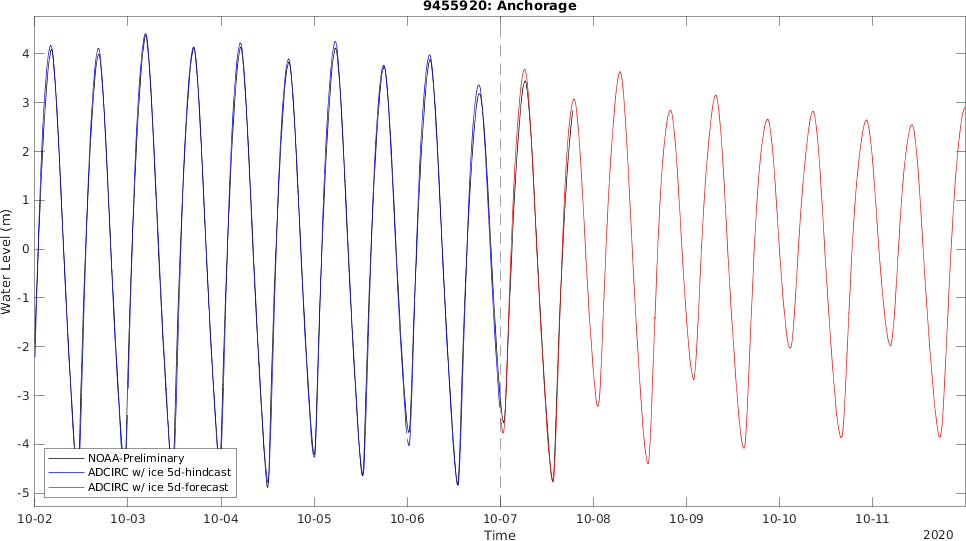 9455920: Anchorage
Water Level (m)
4
3
2
1
0
-1
-2
-3
-4
-5
NOAA-Preliminary
ADCIRC w/ ice 5d-hindcast
ADCIRC w/ ice 5d-forecast
10-02 10-03 10-04 10-05 10-06 10-07 10-08 10-09 10-10 10-11
Time
2020